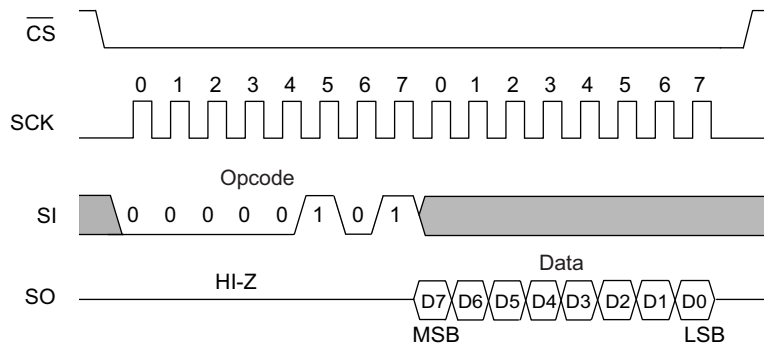 CS
0 1 2 3 4 5 6 7 0 1 2 3 4 5 6 7
SCK
Opcode
SI 0 0 0 0 0 1 0 1
Data
HI-Z
SO D7 D6 D5 D4 D3 D2 D1 D0
MSB LSB